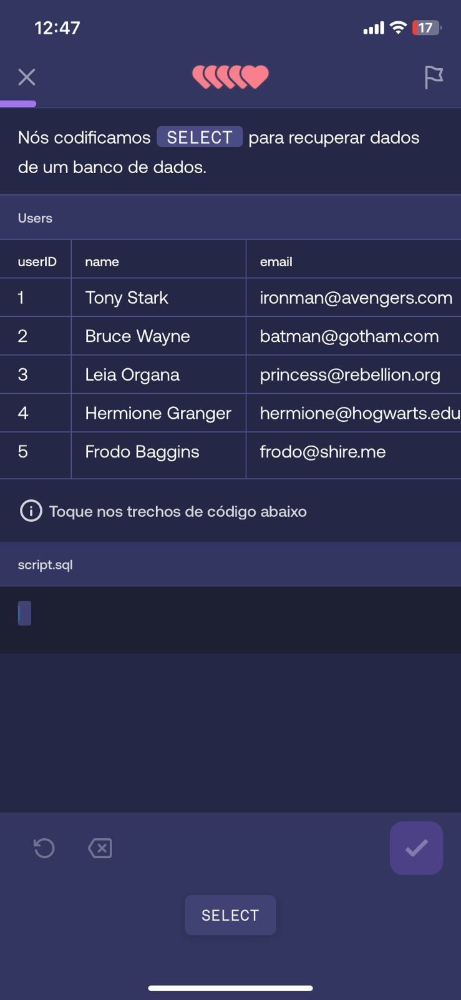 12:47
17
Nós codificamos SELECT para recuperar dados
de um banco de dados.
Users
userID name email
1 Tony Stark ironman@avengers.com
2 Bruce Wayne batman@gotham.com
3 Leia Organa princess@rebellion.org
4 Hermione Granger hermione@hogwarts.edu
5 Frodo Baggins frodo@shire.me
Toque nos trechos de código abaixo
script.sql
SELECT